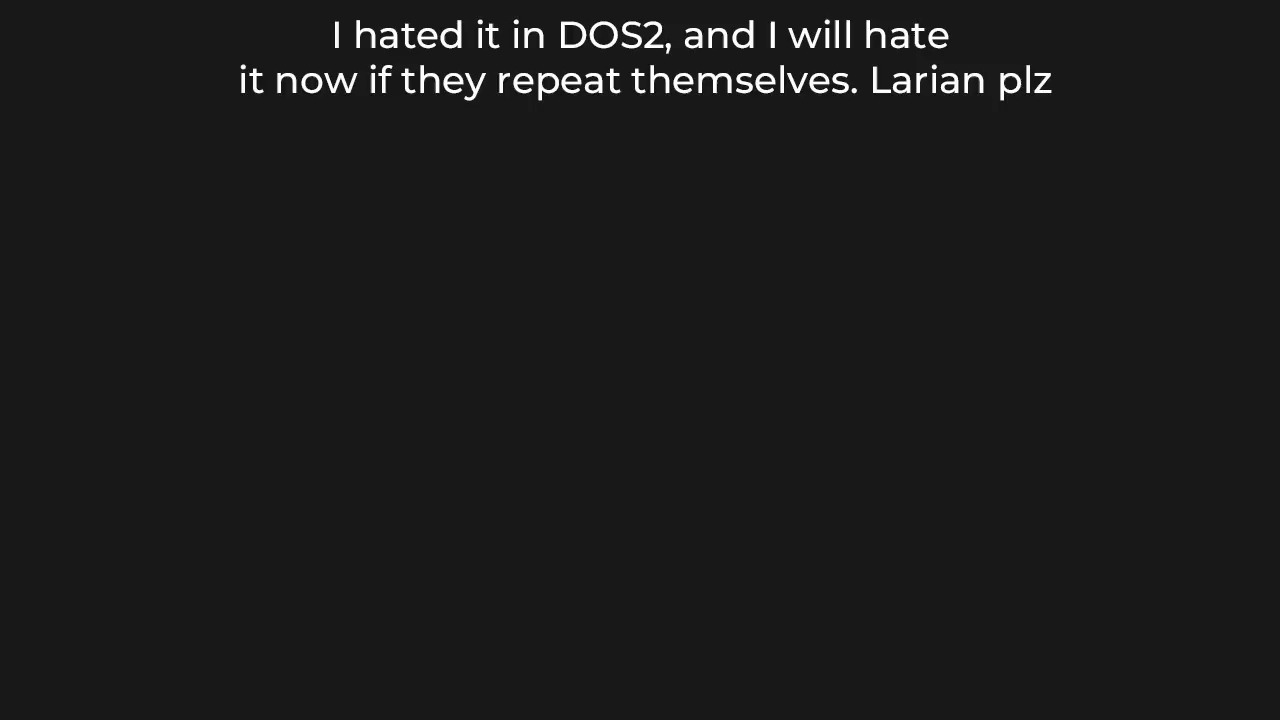 I hated it in DOS2, and I will hate
it now if they repeat themselves. Larian plz